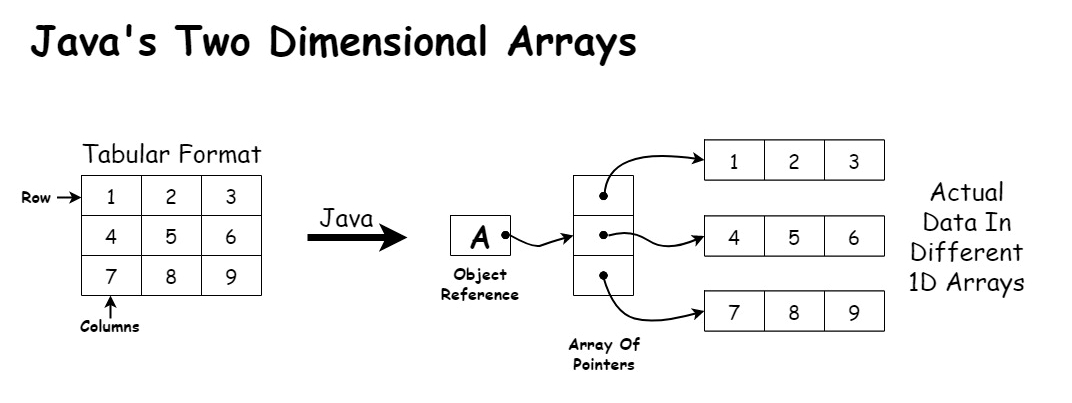 Java's Two Dimensional Arrays
Tabular Format
Row
1 2 3
4 5 6
7 8 9
Columns
Java
A
Object
Reference
Array Of
Pointers
1 2 3
4 5 6
7 8 9
Actual
Data In
Different
1D Arrays